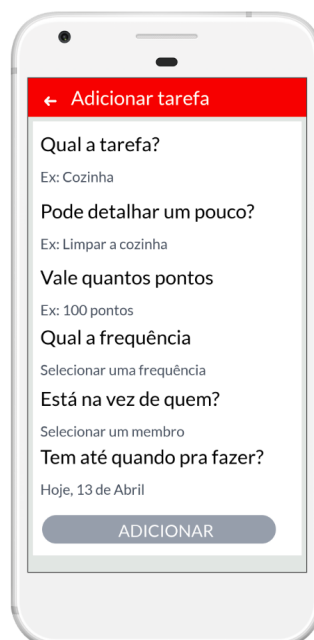 Adicionar tarefa
Qual a tarefa?
Ex: Cozinha
Pode detalhar um pouco?
Ex: Limpar a cozinha
Vale quantos pontos
Ex: 100 pontos
Qual a frequência
Selecionar uma frequência
Está na vez de quem?
Selecionar um membro
Tem até quando pra fazer?
Hoje, 13 de Abril
ADICIONAR